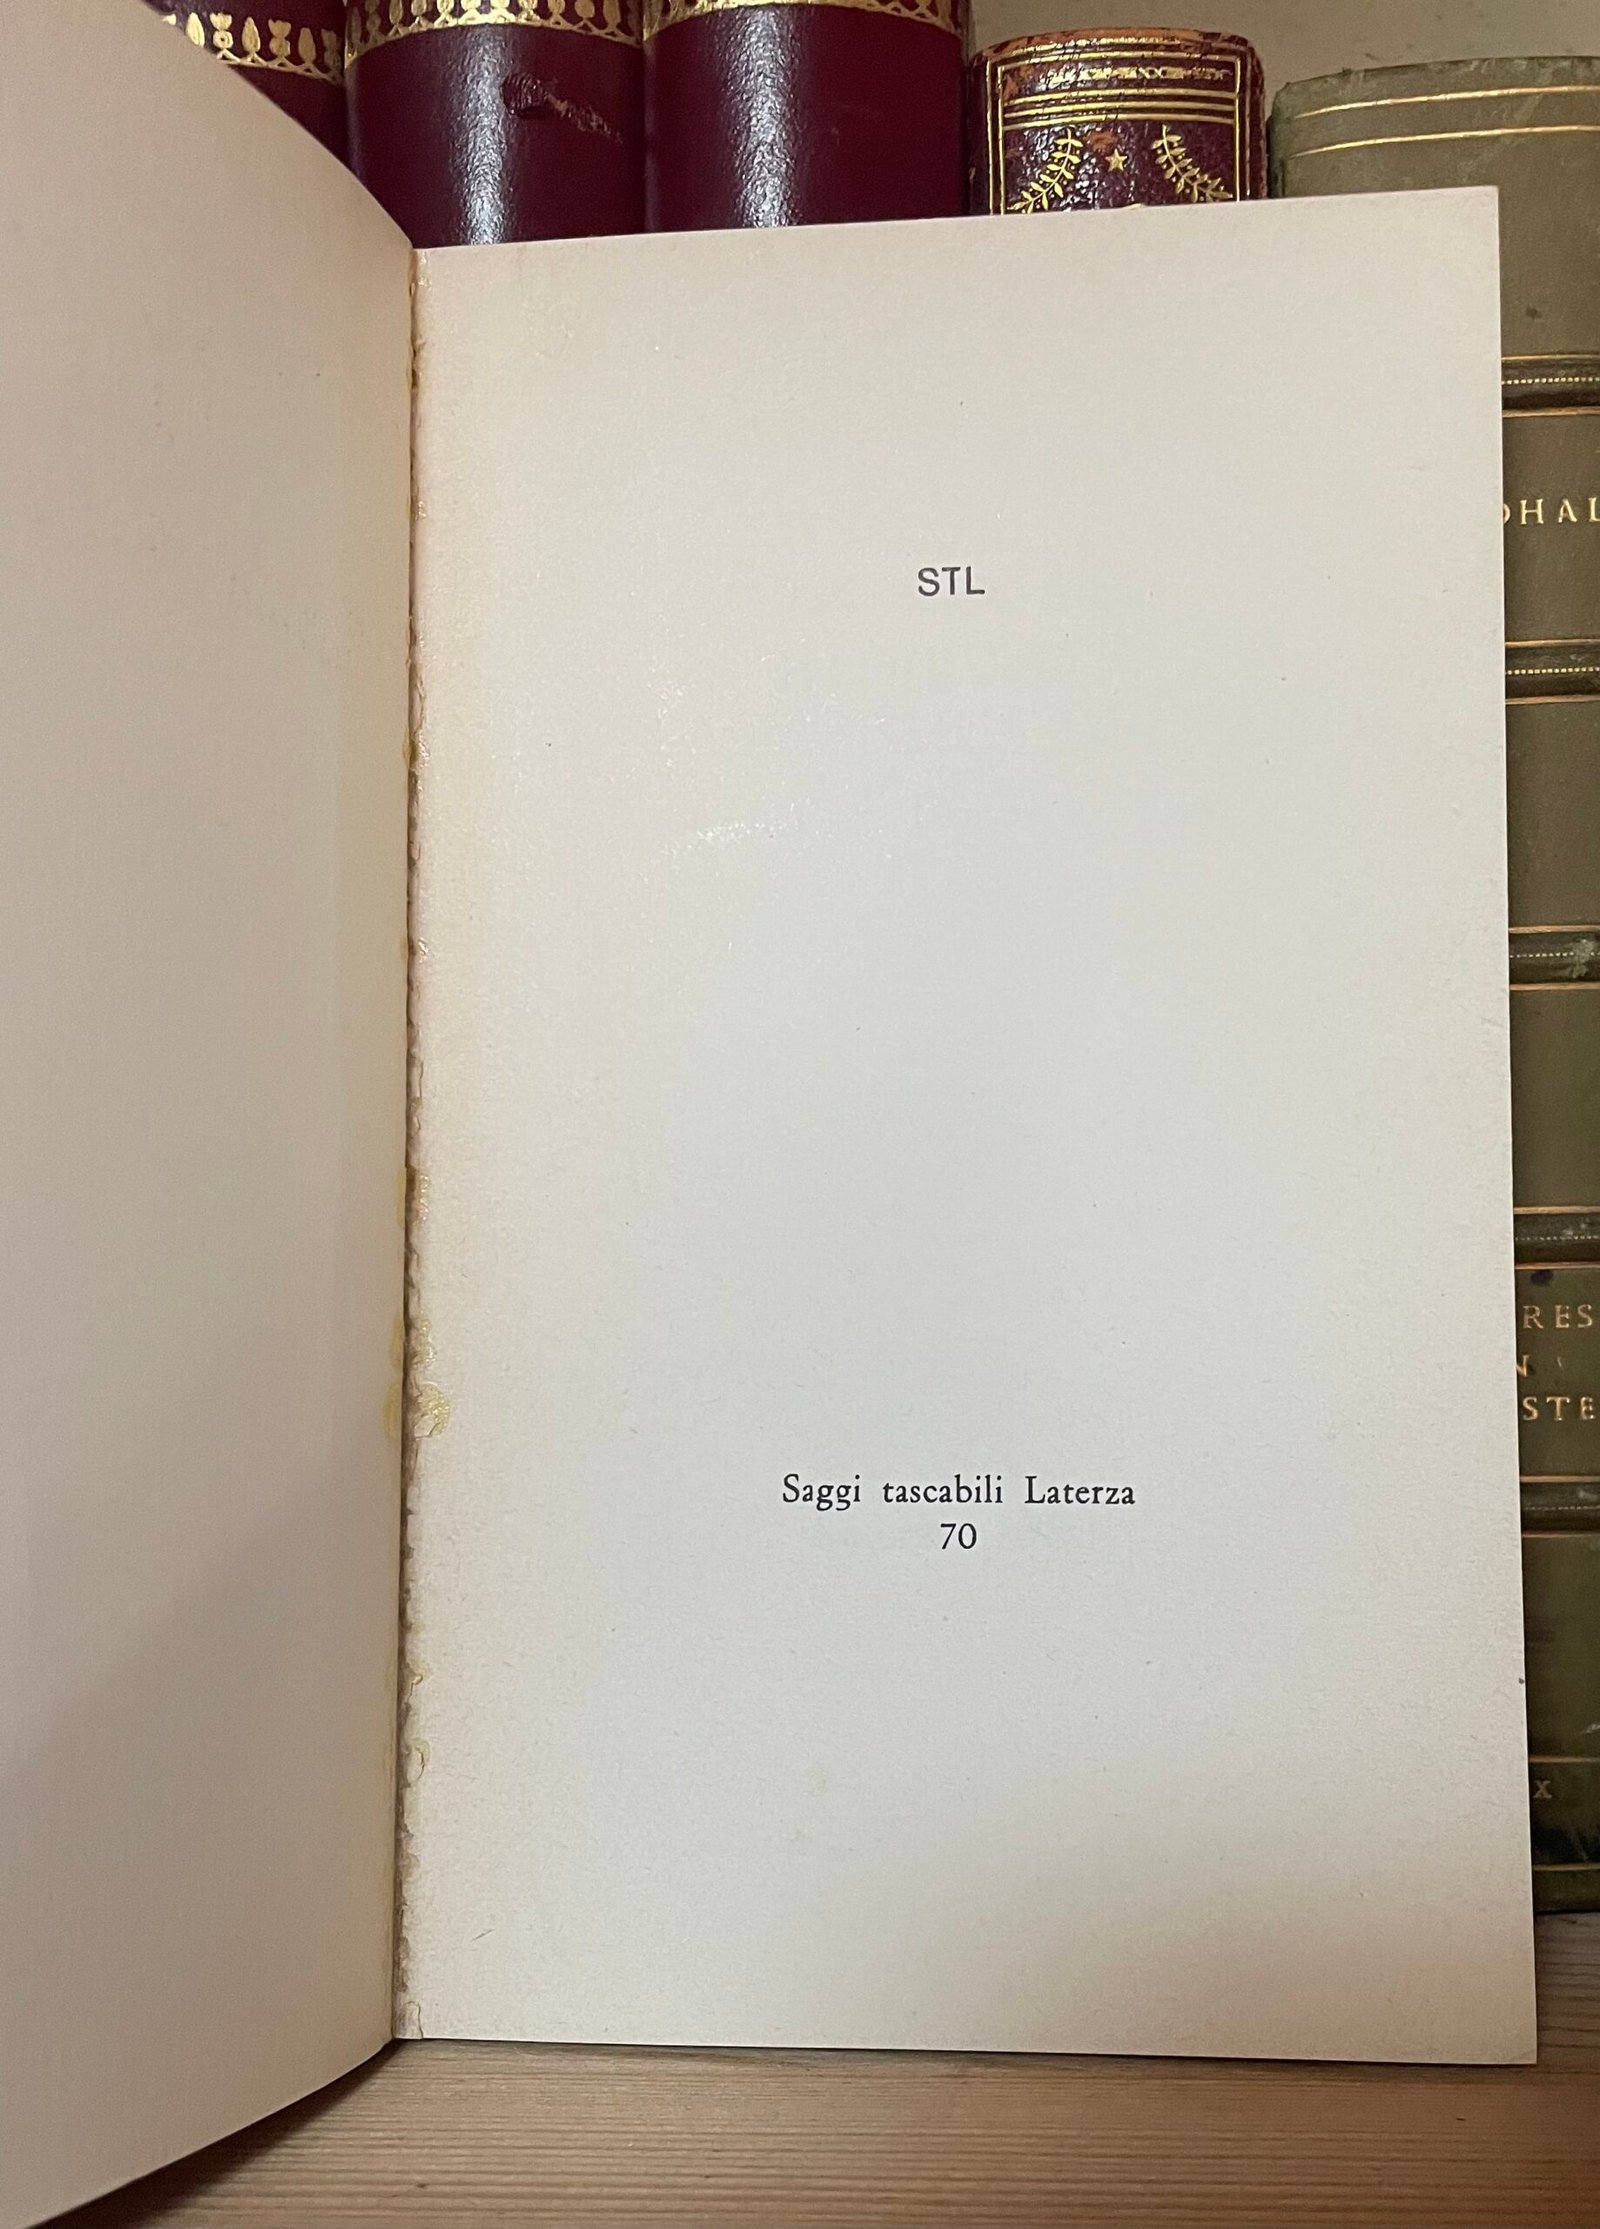 STL
Saggi tascabili Laterza
70